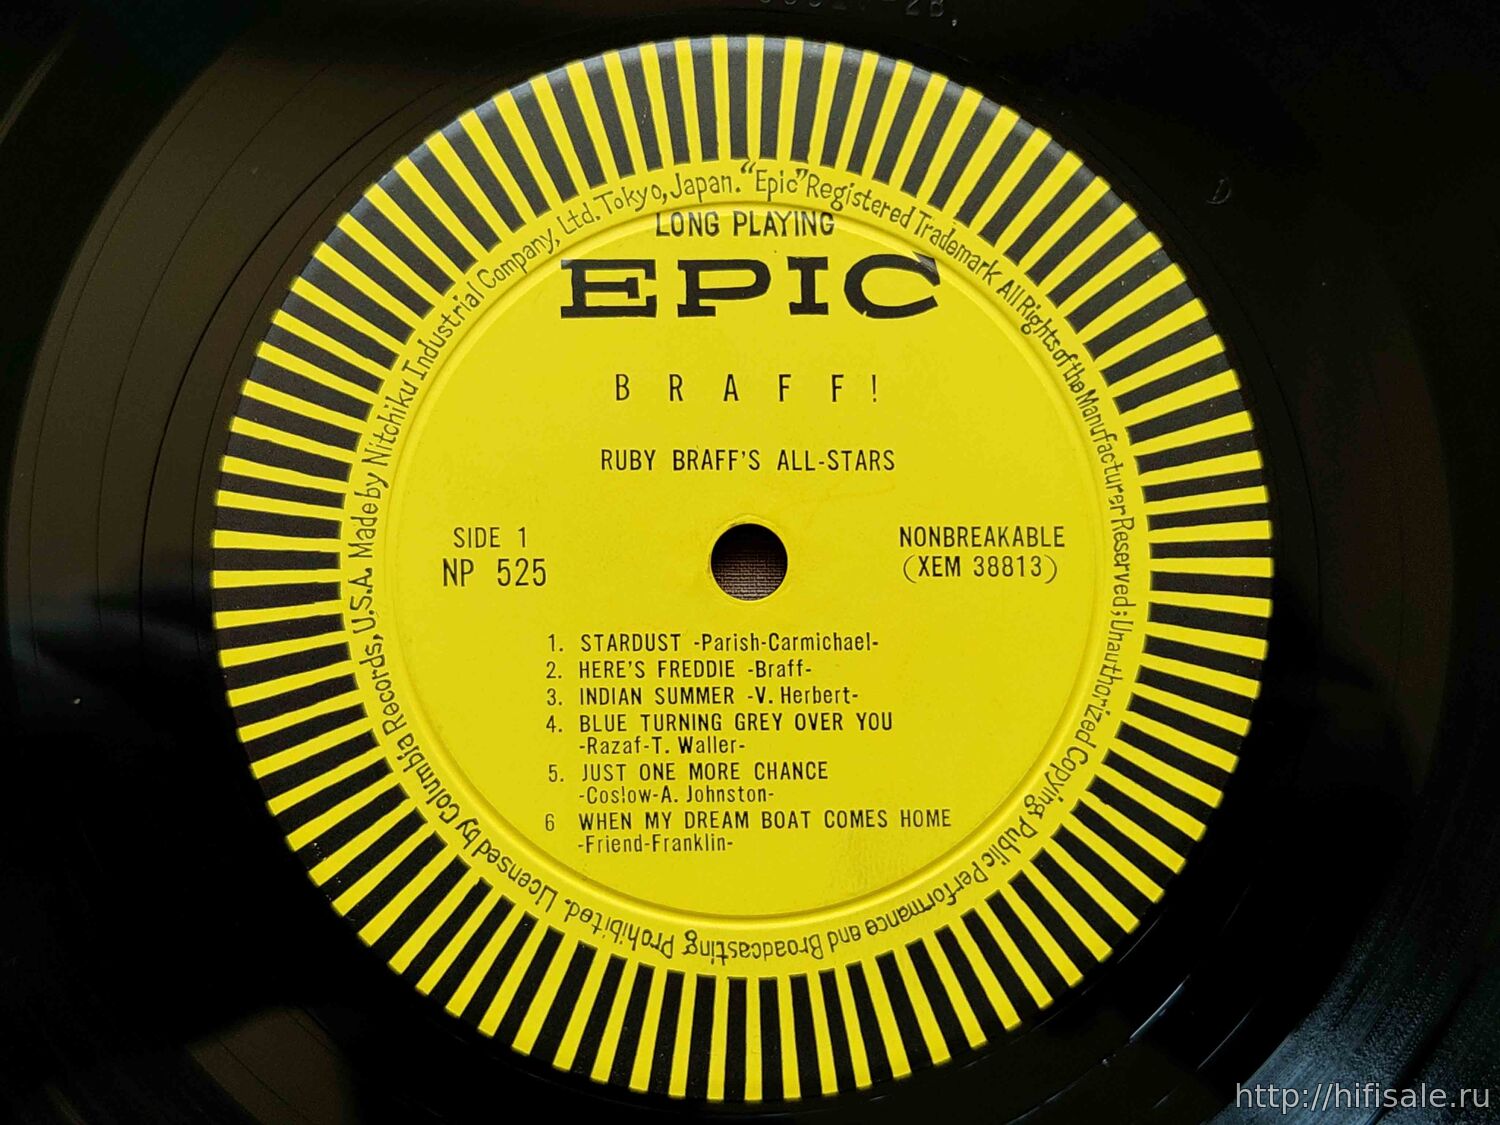 Licensed by Columbia Records, U.S.A. Made by Nitchiku Industrial Company, Ltd. Tokyo, Japan. "Epic" Registered Trademark All Rights of the Manufacturer Reserved; Unauthorized Copying, Public Performance and Broadcasting Prohibited.
LONG PLAYING
EPIC
BRAFF!
RUBY BRAFF'S ALL-STARS
SIDE 1
NP 525
NONBREAKABLE
(XEM 38813)
1. STARDUST -Parish-Carmichael-
2. HERE'S FREDDIE -Braff-
3. INDIAN SUMMER -V. Herbert-
4. BLUE TURNING GREY OVER YOU
-Razaf-T. Waller-
5. JUST ONE MORE CHANCE
-Coslow-A. Johnston-
6 WHEN MY DREAM BOAT COMES HOME
-Friend-Franklin-
D
http://hifisale.ru